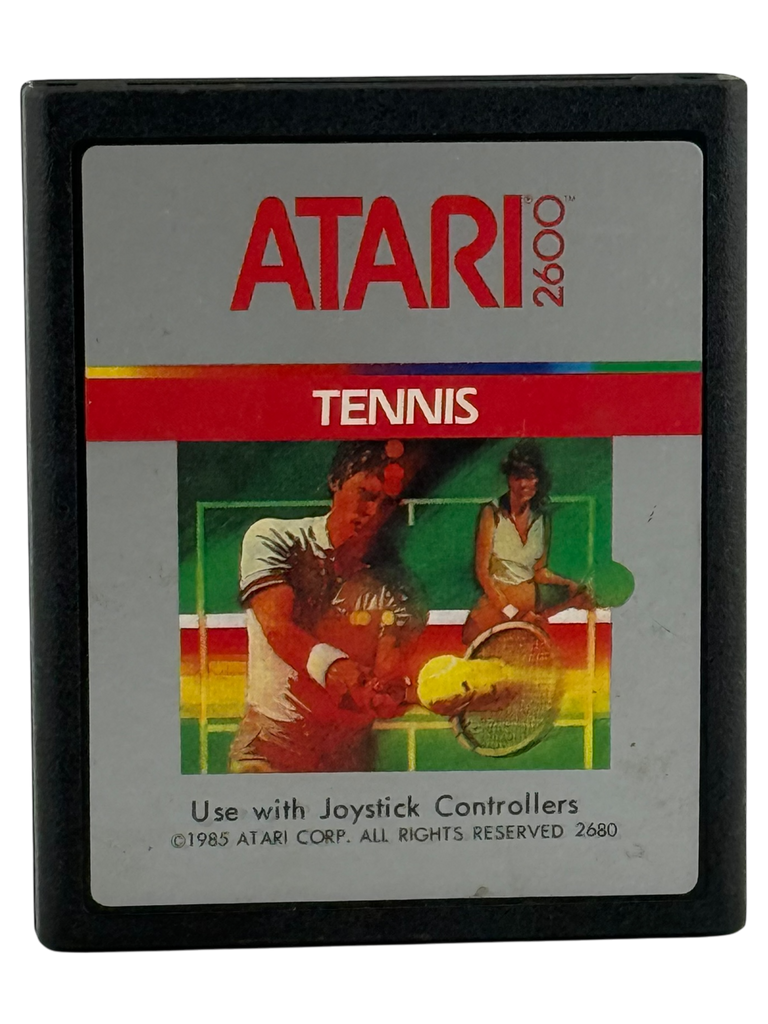 ATARI® 2600™
TENNIS
Use with Joystick Controllers
©1985 ATARI CORP. ALL RIGHTS RESERVED 2680